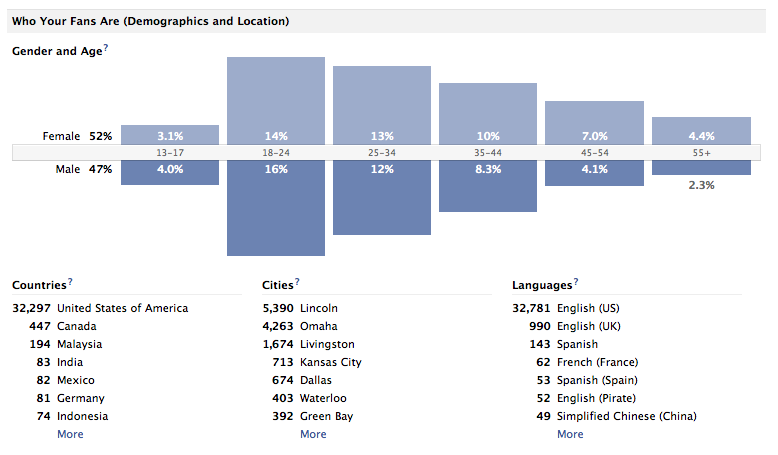 Who Your Fans Are (Demographics and Location)
Gender and Age?
Female 52% 3.1% 14% 13% 10% 7.0% 4.4%
13-17 18-24 25-34 35-44 45-54 55+
Male 47% 4.0% 16% 12% 8.3% 4.1% 2.3%
Countries?
32,297 United States of America
447 Canada
194 Malaysia
83 India
82 Mexico
81 Germany
74 Indonesia
More
Cities?
5,390 Lincoln
4,263 Omaha
1,674 Livingston
713 Kansas City
674 Dallas
403 Waterloo
392 Green Bay
More
Languages?
32,781 English (US)
990 English (UK)
143 Spanish
62 French (France)
53 Spanish (Spain)
52 English (Pirate)
49 Simplified Chinese (China)
More